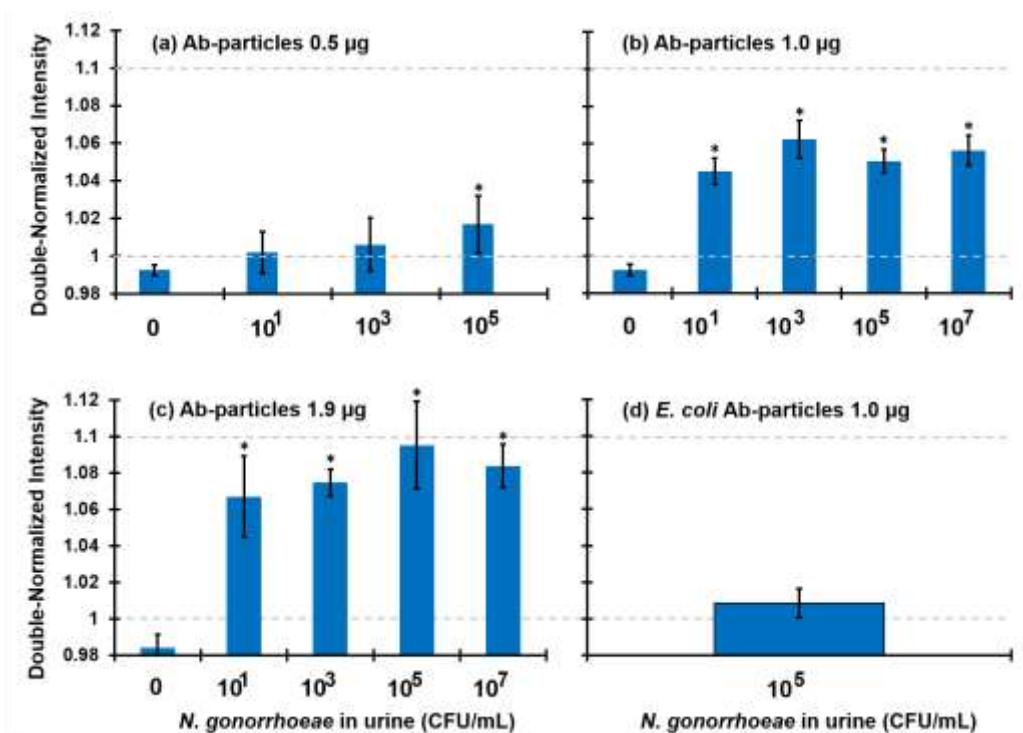 (a) Ab-particles 0.5 µg
(b) Ab-particles 1.0 µg
Double-Normalized Intensity
1.12
1.1
1.08
1.06
1.04
1.02
1
0.98
*
* * * *
0 10¹ 10³ 10⁵
0 10¹ 10³ 10⁵ 10⁷
(c) Ab-particles 1.9 µg
(d) E. coli Ab-particles 1.0 µg
Double-Normalized Intensity
1.12
1.1
1.08
1.06
1.04
1.02
1
0.98
* * * *
0 10¹ 10³ 10⁵ 10⁷
10⁵
N. gonorrhoeae in urine (CFU/mL)
N. gonorrhoeae in urine (CFU/mL)